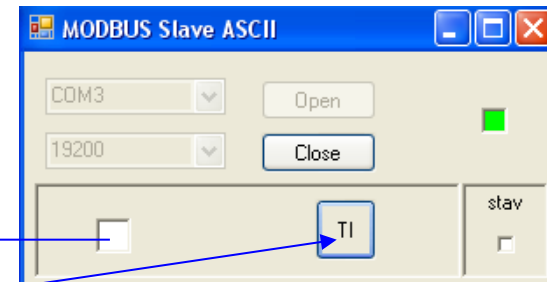 MODBUS Slave ASCII
COM3
Open
19200
Close
TI
stav